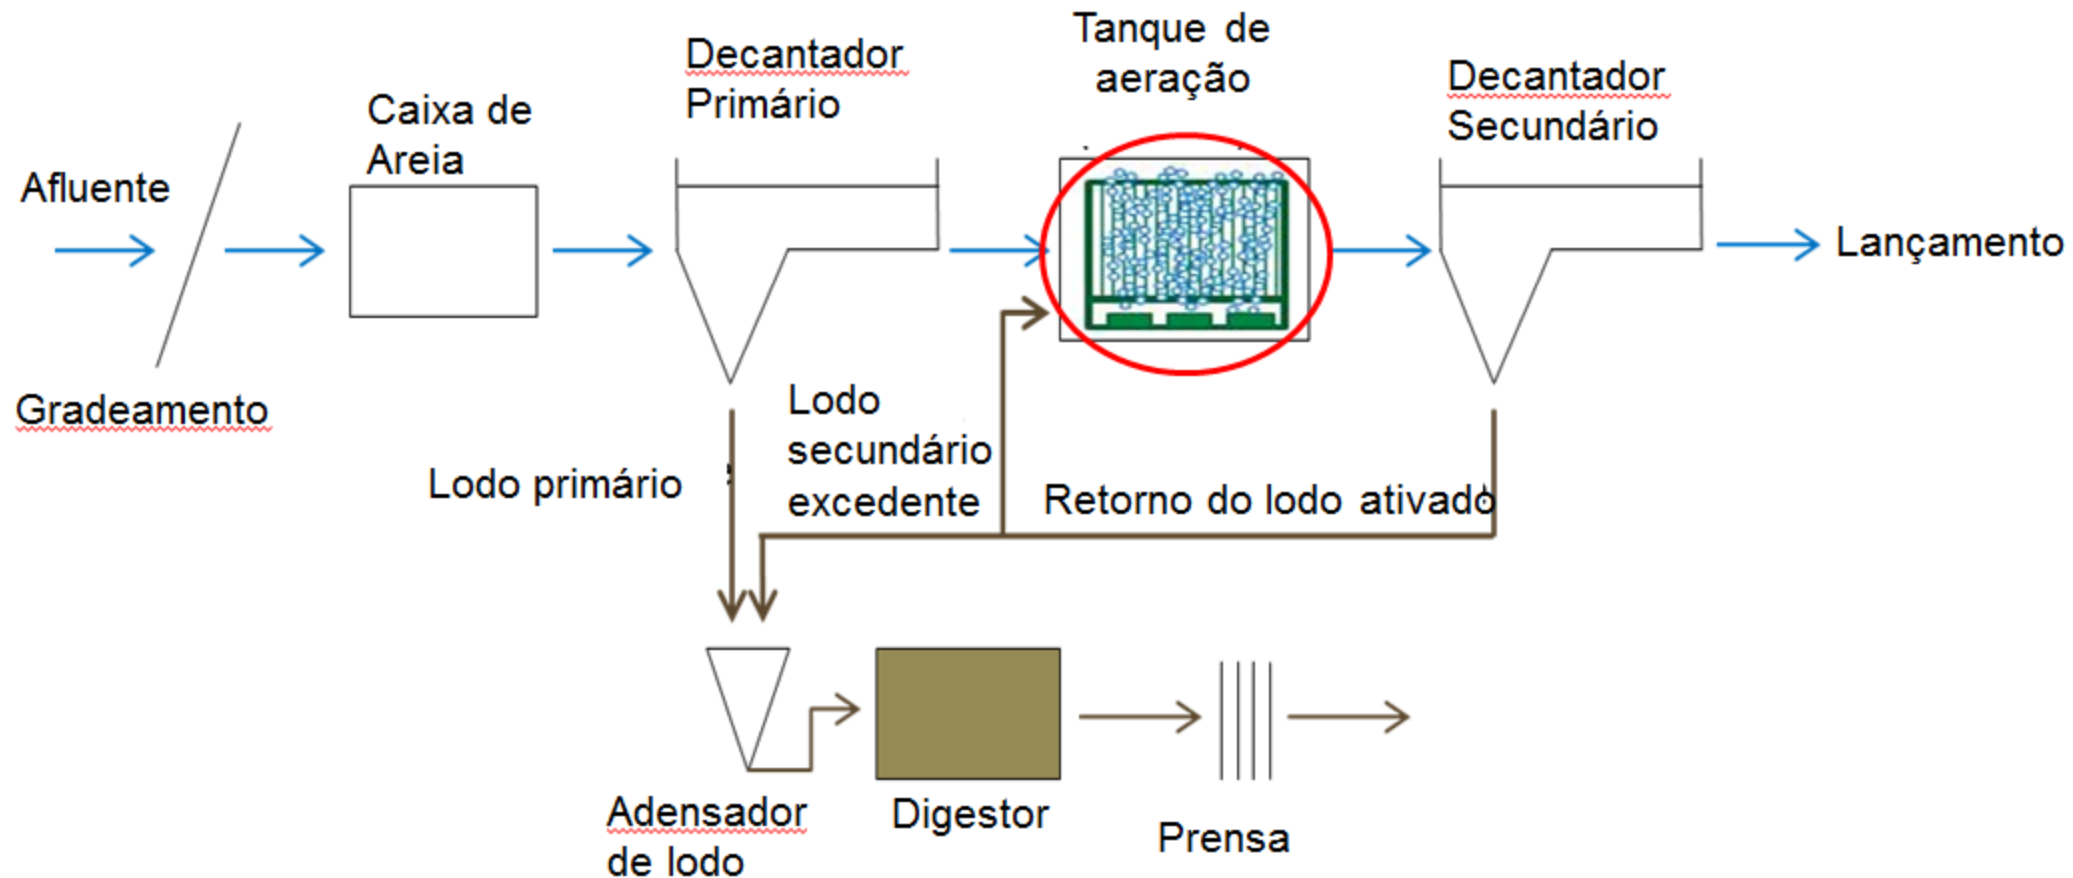 Tanque de
aeração
Decantador
Primário
Decantador
Secundário
Caixa de
Areia
Afluente
Lançamento
Gradeamento
Lodo
secundário
excedente
Lodo primário
Retorno do lodo ativado
Adensador
de lodo
Digestor
Prensa